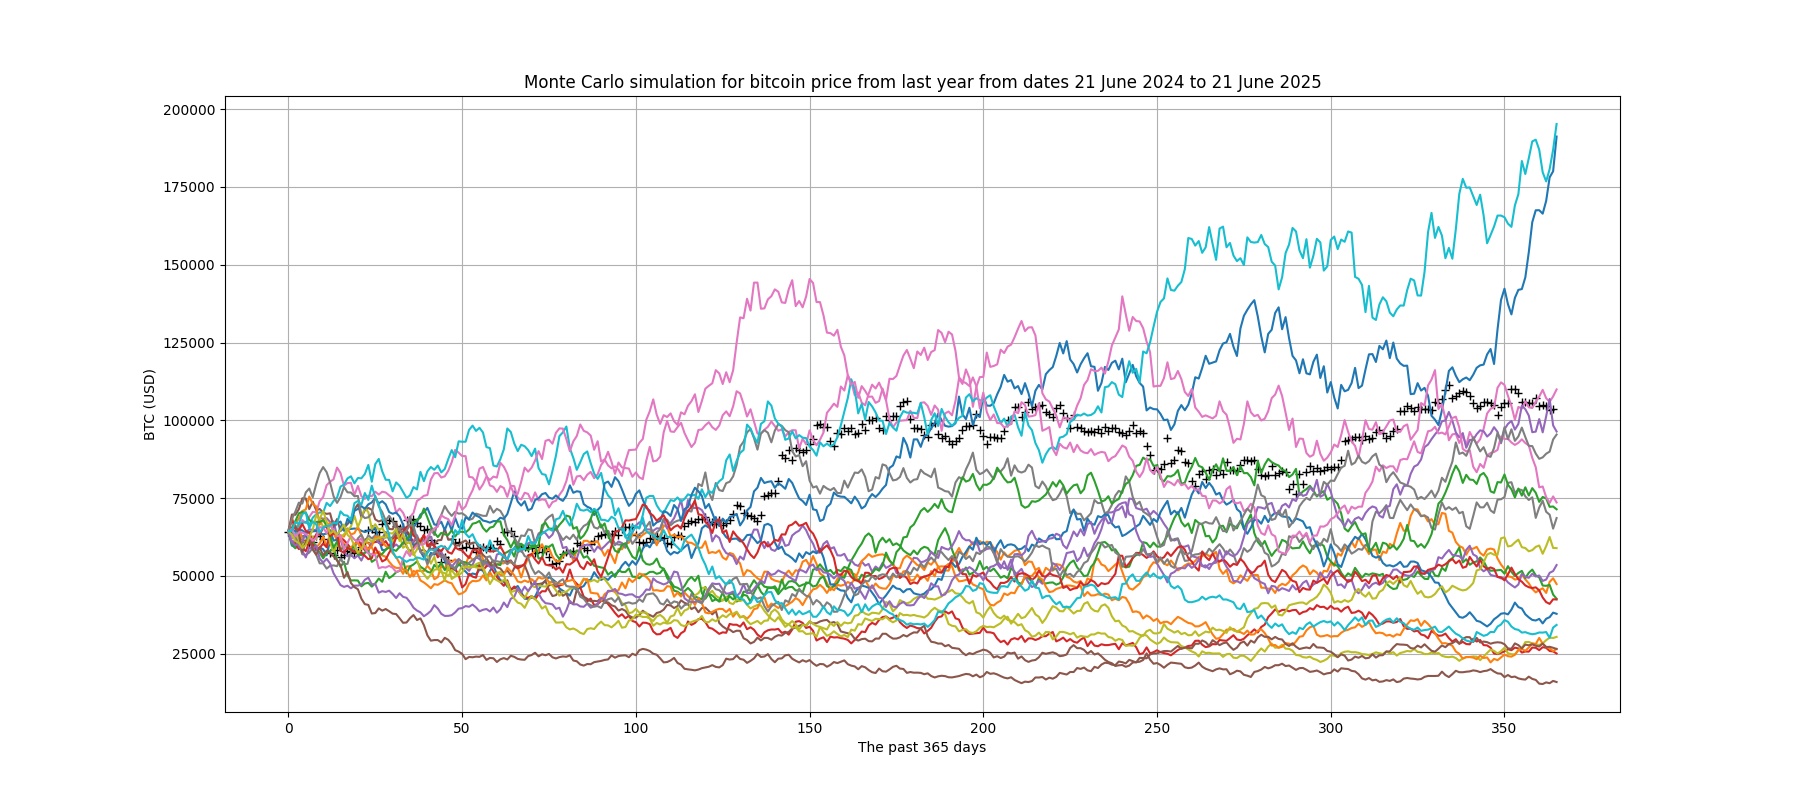 Monte Carlo simulation for bitcoin price from last year from dates 21 June 2024 to 21 June 2025
200000
175000
150000
125000
100000
75000
50000
25000
BTC (USD)
0 50 100 150 200 250 300 350
The past 365 days